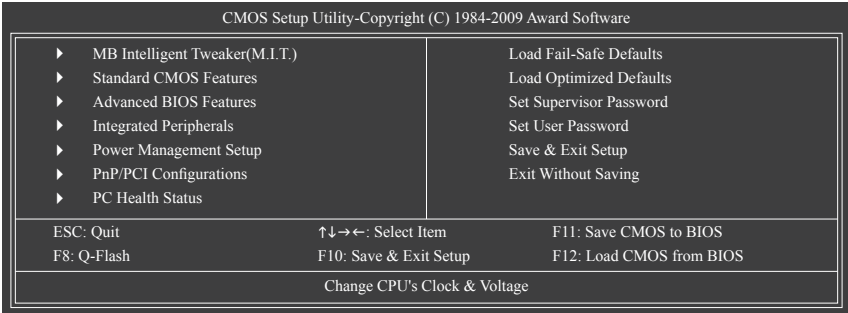 CMOS Setup Utility-Copyright (C) 1984-2009 Award Software
MB Intelligent Tweaker(M.I.T.)
Standard CMOS Features
Advanced BIOS Features
Integrated Peripherals
Power Management Setup
PnP/PCI Configurations
PC Health Status
Load Fail-Safe Defaults
Load Optimized Defaults
Set Supervisor Password
Set User Password
Save & Exit Setup
Exit Without Saving
ESC: Quit ↑↓→←: Select Item F11: Save CMOS to BIOS
F8: Q-Flash F10: Save & Exit Setup F12: Load CMOS from BIOS
Change CPU's Clock & Voltage